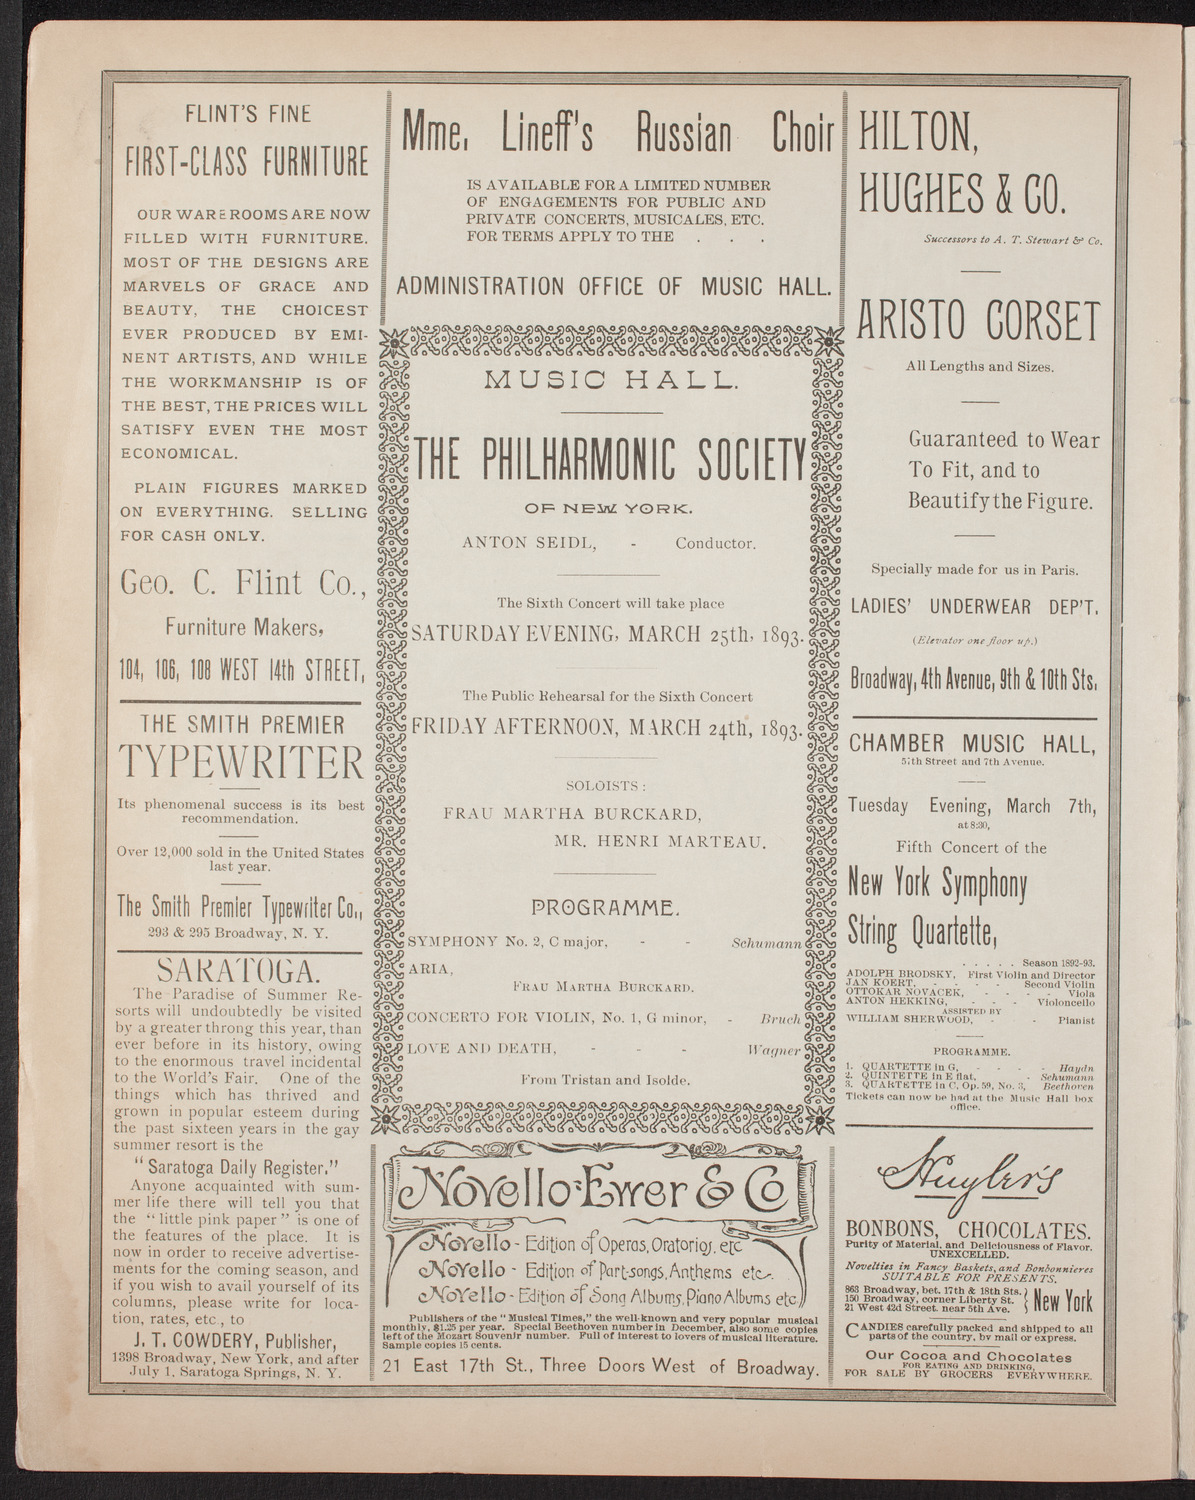 FLINT'S FINE
FIRST-CLASS FURNITURE
OUR WAREROOMS ARE NOW
FILLED WITH FURNITURE.
MOST OF THE DESIGNS ARE
MARVELS OF GRACE AND
BEAUTY, THE CHOICEST
EVER PRODUCED BY EMI-
NENT ARTISTS, AND WHILE
THE WORKMANSHIP IS OF
THE BEST, THE PRICES WILL
SATISFY EVEN THE MOST
ECONOMICAL.
PLAIN FIGURES MARKED
ON EVERYTHING. SELLING
FOR CASH ONLY.
Geo. C. Flint Co.,
Furniture Makers,
104, 106, 108 WEST 14th STREET,
THE SMITH PREMIER
TYPEWRITER
Its phenomenal success is its best
recommendation.
Over 12,000 sold in the United States
last year.
The Smith Premier Typewriter Co.,
293 & 295 Broadway, N. Y.
SARATOGA.
The Paradise of Summer Re-
sorts will undoubtedly be visited
by a greater throng this year, than
ever before in its history, owing
to the enormous travel incidental
to the World's Fair. One of the
things which has thrived and
grown in popular esteem during
the past sixteen years in the gay
summer resort is the
"Saratoga Daily Register."
Anyone acquainted with sum-
mer life there will tell you that
the "little pink paper" is one of
the features of the place. It is
now in order to receive advertise-
ments for the coming season, and
if you wish to avail yourself of its
columns, please write for loca-
tion, rates, etc., to
J. T. COWDERY, Publisher,
1398 Broadway, New York, and after
July 1, Saratoga Springs, N. Y.
Mme. Lineff's Russian Choir
IS AVAILABLE FOR A LIMITED NUMBER
OF ENGAGEMENTS FOR PUBLIC AND
PRIVATE CONCERTS, MUSICALES, ETC.
FOR TERMS APPLY TO THE . . .
ADMINISTRATION OFFICE OF MUSIC HALL.
MUSIC HALL.
THE PHILHARMONIC SOCIETY
OF NEW YORK.
ANTON SEIDL, - Conductor.
The Sixth Concert will take place
SATURDAY EVENING, MARCH 25th, 1893.
The Public Rehearsal for the Sixth Concert
FRIDAY AFTERNOON, MARCH 24th, 1893.
SOLOISTS:
FRAU MARTHA BURCKARD,
MR. HENRI MARTEAU.
PROGRAMME.
SYMPHONY No. 2, C major, - - Schumann
ARIA,
FRAU MARTHA BURCKARD.
CONCERTO FOR VIOLIN, No. 1, G minor, - Bruch
LOVE AND DEATH, - - - Wagner
From Tristan and Isolde.
Novello·Ewer & Co
Novello - Edition of Operas, Oratorios, etc
Novello - Edition of Part-songs, Anthems etc.
Novello - Edition of Song Albums, Piano Albums etc
Publishers of the "Musical Times," the well-known and very popular musical
monthly, $1.25 per year. Special Beethoven number in December, also some copies
left of the Mozart Souvenir number. Full of interest to lovers of musical literature.
Sample copies 15 cents.
21 East 17th St., Three Doors West of Broadway.
HILTON,
HUGHES & CO.
Successors to A. T. Stewart & Co.
ARISTO CORSET
All Lengths and Sizes.
Guaranteed to Wear
To Fit, and to
Beautify the Figure.
Specially made for us in Paris.
LADIES' UNDERWEAR DEP'T.
(Elevator one floor up.)
Broadway, 4th Avenue, 9th & 10th Sts.
CHAMBER MUSIC HALL,
57th Street and 7th Avenue.
Tuesday Evening, March 7th,
at 8:30,
Fifth Concert of the
New York Symphony
String Quartette,
. . . . . Season 1892-93.
ADOLPH BRODSKY, First Violin and Director
JAN KOERT, - - - - Second Violin
OTTOKAR NOVACEK, - - - - Viola
ANTON HEKKING, - - - Violoncello
ASSISTED BY
WILLIAM SHERWOOD, - - Pianist
PROGRAMME.
1. QUARTETTE in G, - - - - Haydn
2. QUINTETTE in E flat, - Schumann
3. QUARTETTE in C, Op. 59, No. 3, Beethoven
Tickets can now be had at the Music Hall box
office.
Huyler's
BONBONS, CHOCOLATES.
Purity of Material, and Deliciousness of Flavor.
UNEXCELLED.
Novelties in Fancy Baskets, and Bonbonnieres
SUITABLE FOR PRESENTS.
863 Broadway, bet. 17th & 18th Sts.
150 Broadway, corner Liberty St.
21 West 42d Street. near 5th Ave.
New York
CANDIES carefully packed and shipped to all
parts of the country, by mail or express.
Our Cocoa and Chocolates
FOR EATING AND DRINKING,
FOR SALE BY GROCERS EVERYWHERE.